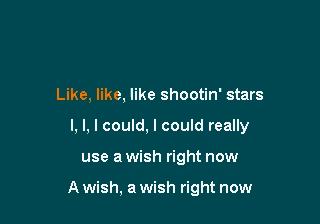 Like, like, like shootin' stars
I, I, I could, I could really
use a wish right now
A wish, a wish right now